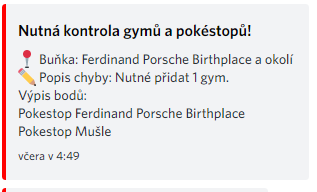 Nutná kontrola gymů a pokéstopů!
Buňka: Ferdinand Porsche Birthplace a okolí
Popis chyby: Nutné přidat 1 gym.
Výpis bodů:
Pokestop Ferdinand Porsche Birthplace
Pokestop Mušle
včera v 4:49